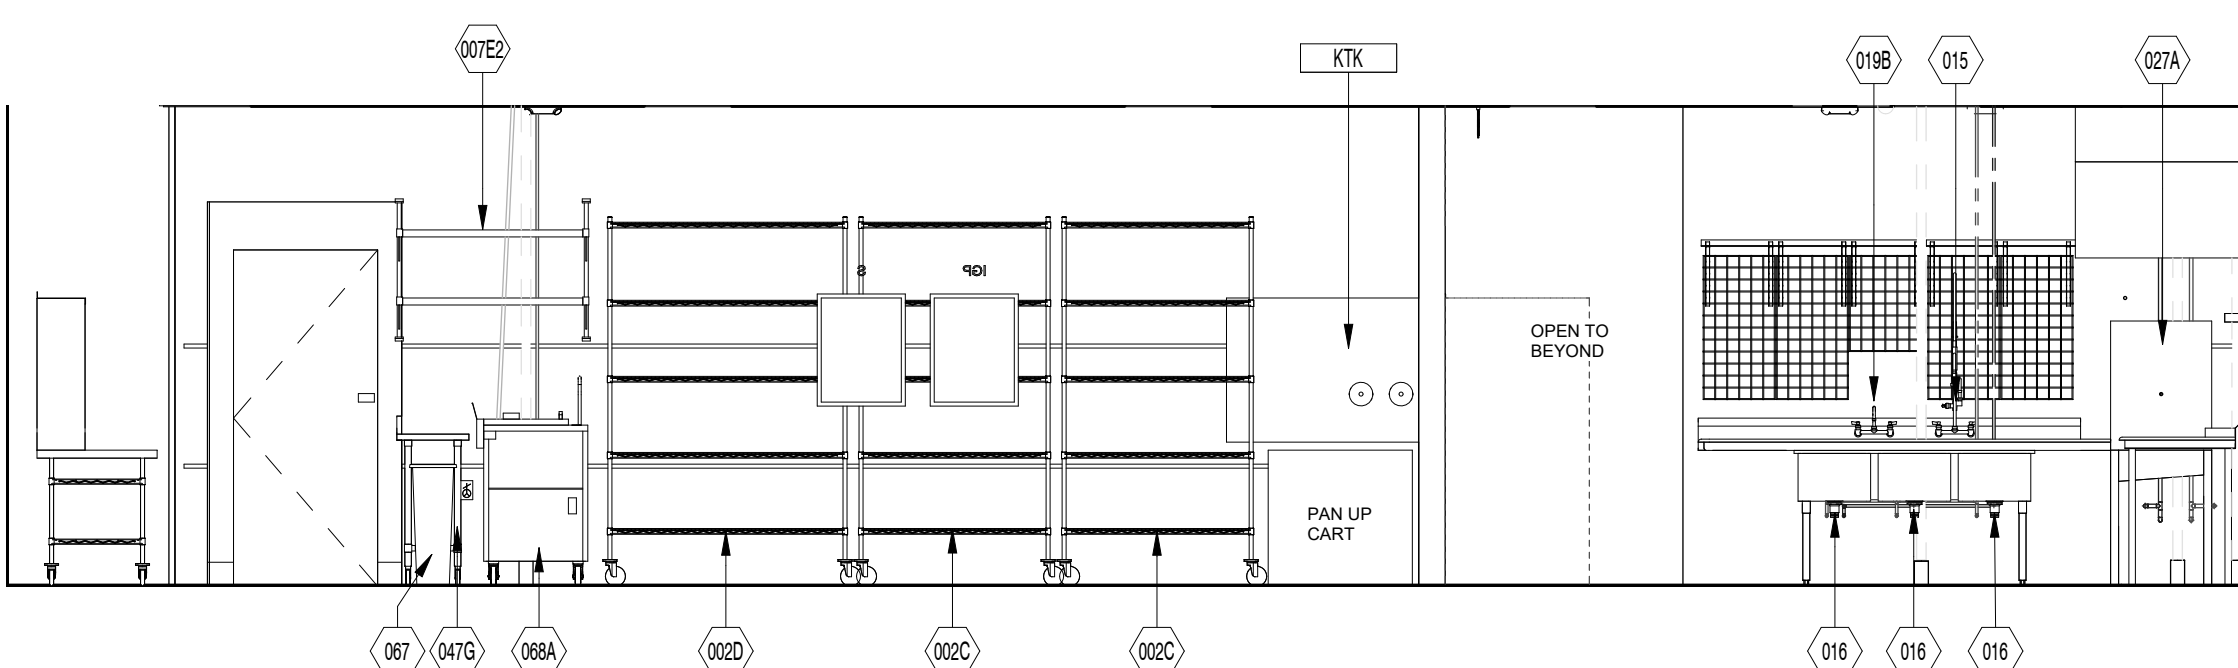 007E2
KTK
019B
015
027A
S
IGP
OPEN TO
BEYOND
PAN UP
CART
067
047G
068A
002D
002C
002C
016
016
016